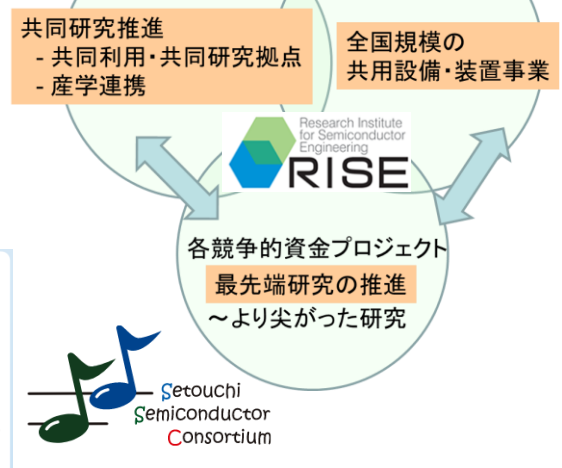 共同研究推進
- 共同利用・共同研究拠点
- 産学連携
全国規模の
共用設備・装置事業
Research Institute
for Semiconductor
Engineering
RISE
各競争的資金プロジェクト
最先端研究の推進
～より尖がった研究
Setouchi
Semiconductor
Consortium